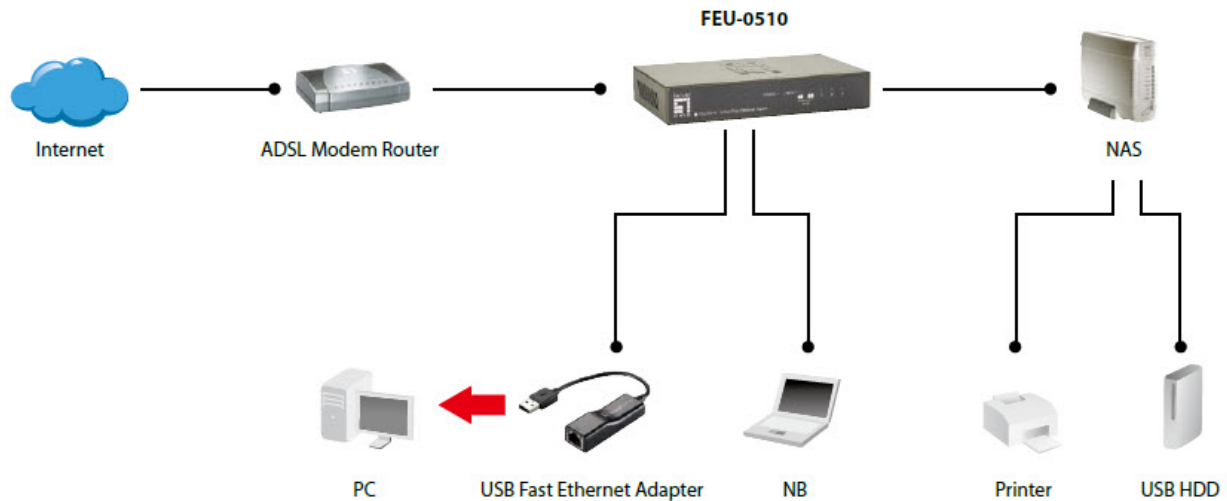 FEU-0510
Internet
ADSL Modem Router
NAS
PC
USB Fast Ethernet Adapter
NB
Printer
USB HDD